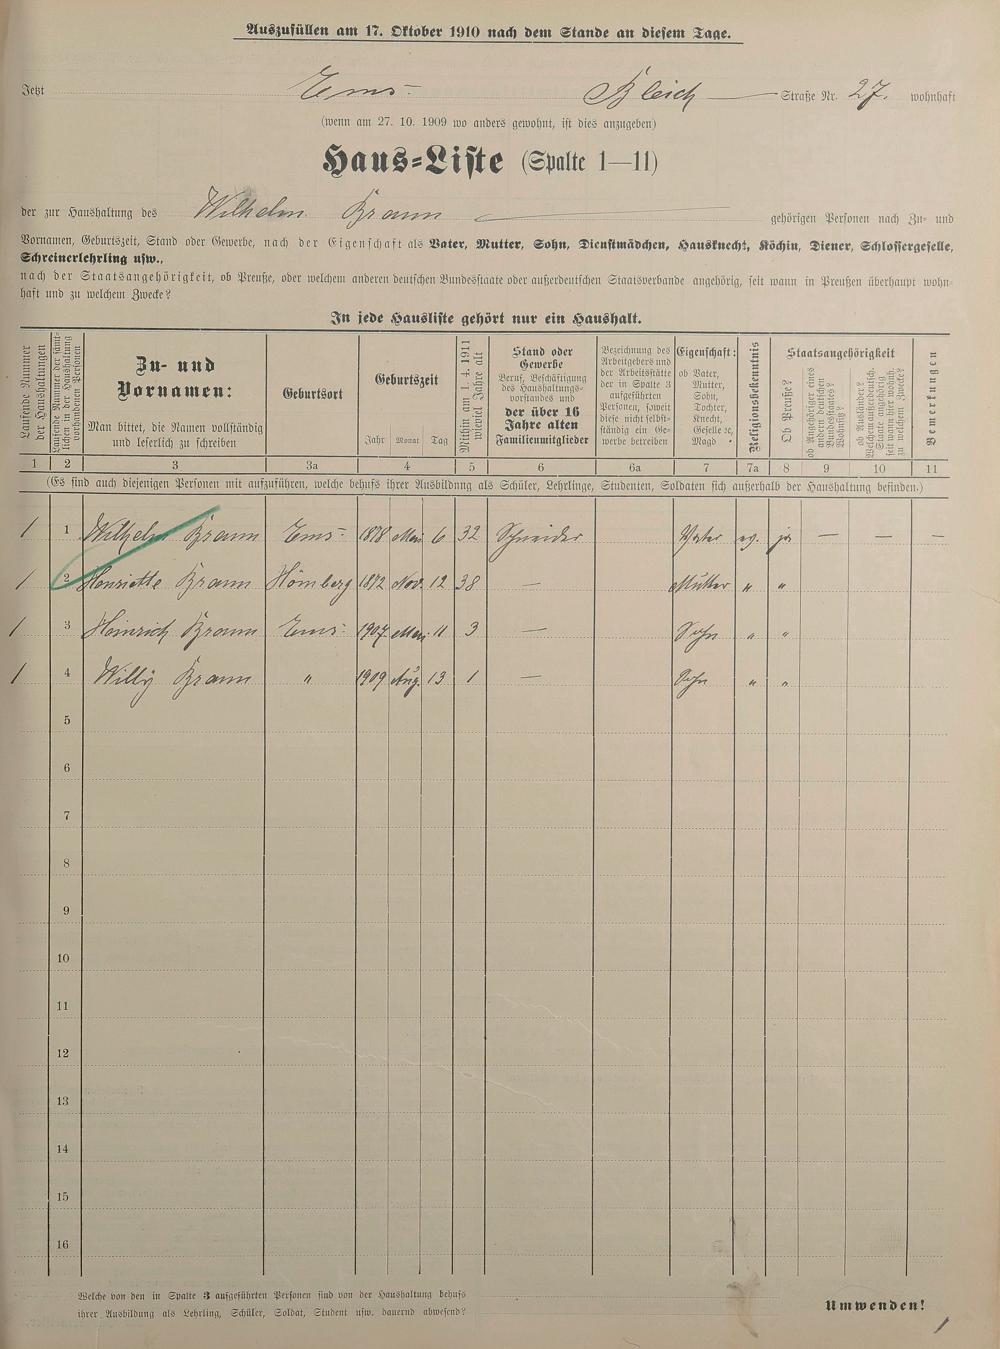 Auszufüllen am 17. Oktober 1910 nach dem Stande an diesem Tage.
Jetzt Ems Bleich Straße Nr. 27. wohnhaft
(wenn am 27. 10. 1909 wo anders gewohnt, ist dies anzugeben)
Haus-Liste (Spalte 1—11)
der zur Haushaltung des Wilhelm Braun gehörigen Personen nach Zu- und
Vornamen, Geburtszeit, Stand oder Gewerbe, nach der Eigenschaft als Vater, Mutter, Sohn, Dienstmädchen, Hausknecht, Köchin, Diener, Schlossergeselle,
Schreinerlehrling usw.,
nach der Staatsangehörigkeit, ob Preuße, oder welchem anderen deutschen Bundesstaate oder außerdeutschen Staatsverbande angehörig, seit wann in Preußen überhaupt wohn-
haft und zu welchem Zwecke?
In jede Hausliste gehört nur ein Haushalt.
Laufende Nummer
der Haushaltungen
Laufende Nummer der sämt-
lichen in der Haushaltung
vorhandenen Personen
Zu- und
Vornamen:
Man bittet, die Namen vollständig
und leserlich zu schreiben
Geburtsort
Geburtszeit
Jahr Monat Tag
Mithin am 1. 4. 1911
wieviel Jahre alt
Stand oder
Gewerbe
Beruf, Beschäftigung
des Haushaltungs-
vorstandes und
der über 16
Jahre alten
Familienmitglieder
Bezeichnung des
Arbeitgebers und
der Arbeitsstätte
der in Spalte 3
aufgeführten
Personen, soweit
diese nicht selbst-
ständig ein Ge-
werbe betreiben
Eigenschaft:
ob Vater,
Mutter,
Sohn,
Tochter,
Knecht,
Geselle ꝛc,
Magd
Religionsbekenntnis
Staatsangehörigkeit
Ob Preuße?
ob Angehöriger eines
andern deutschen
Bundesstaates?
Wohnsitz?
ob Ausländer?
Welchem außerdeutsch.
Staate angehörig,
seit wann hier wohnh.
zu welchem Zwecke?
Bemerkungen
1 2 3 3a 4 5 6 6a 7 7a 8 9 10 11
(Es sind auch diejenigen Personen mit aufzuführen, welche behufs ihrer Ausbildung als Schüler, Lehrlinge, Studenten, Soldaten sich außerhalb der Haushaltung befinden.)
1 1 Wilhelm Braun Ems 1878 Mai 6 32 Schneider Vater ev. ja — — —
1 2 Henriette Braun Hömberg 1872 Nov. 12 38 — Mutter " "
1 3 Heinrich Braun Ems 1907 Mai 11 3 — Sohn " "
1 4 Willy Braun " 1909 Aug. 13 1 — Sohn " "
5
6
7
8
9
10
11
12
13
14
15
16
Welche von den in Spalte 3 aufgeführten Personen sind von der Haushaltung behufs
ihrer Ausbildung als Lehrling, Schüler, Soldat, Student usw. dauernd abwesend?
Umwenden!
1